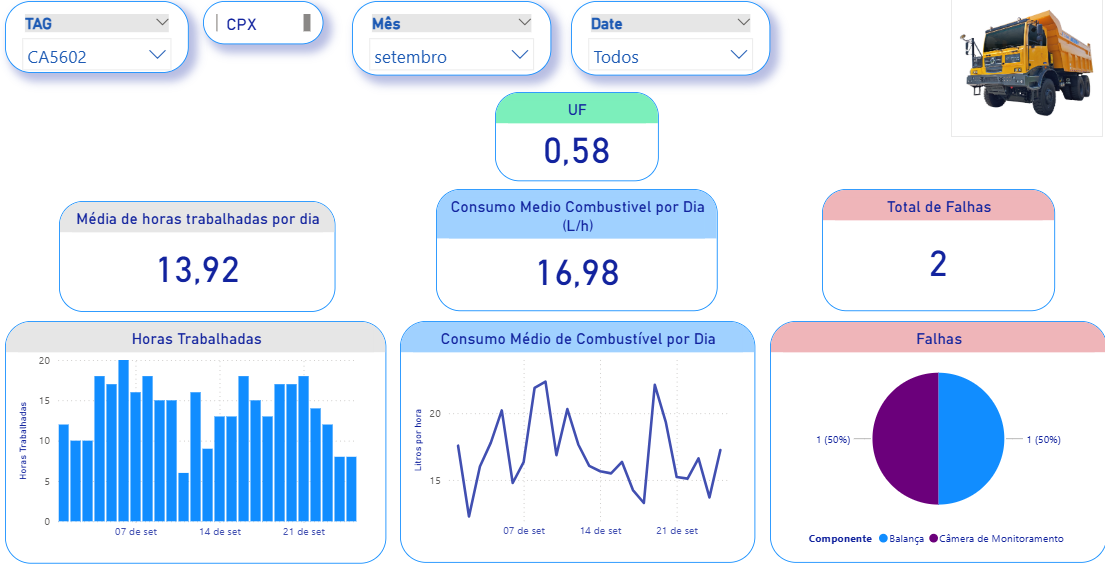 TAG
CA5602
CPX
Mês
setembro
Date
Todos
UF
0,58
Média de horas trabalhadas por dia
13,92
Consumo Medio Combustivel por Dia
(L/h)
16,98
Total de Falhas
2
Horas Trabalhadas
Horas Trabalhadas
20
15
10
5
0
07 de set
14 de set
21 de set
Consumo Médio de Combustível por Dia
Litros por hora
20
15
07 de set
14 de set
21 de set
Falhas
1 (50%)
1 (50%)
Componente Balança Câmera de Monitoramento